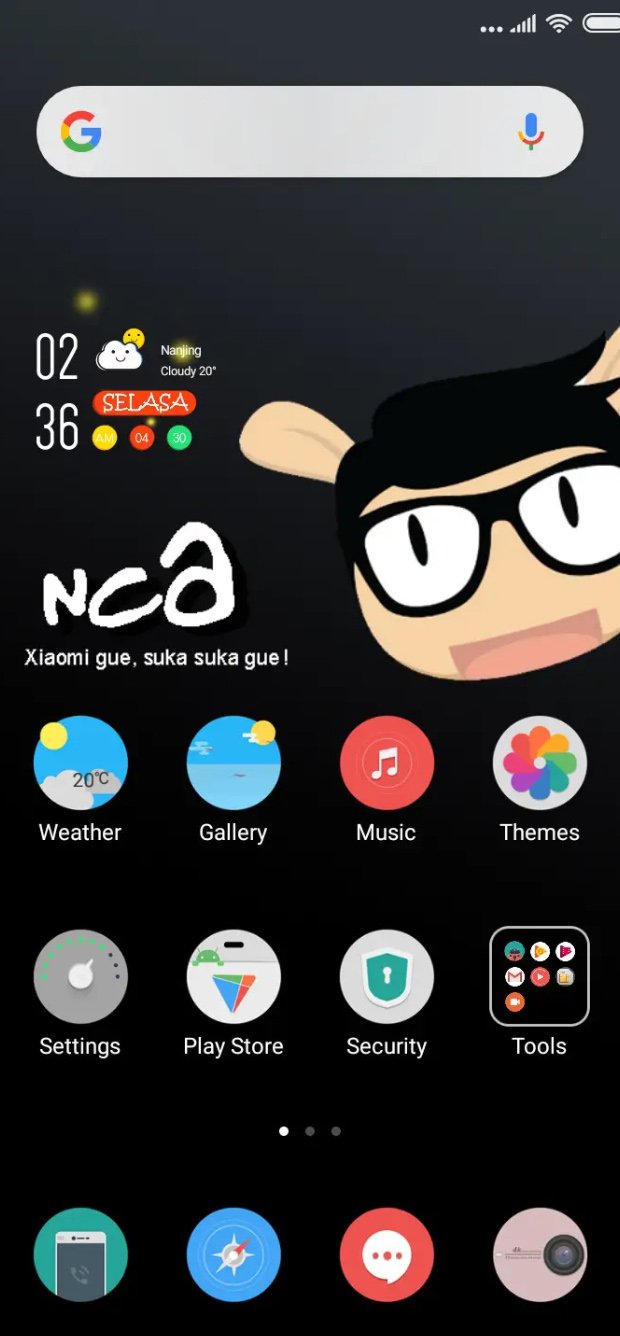 02
Nanjing
Cloudy 20°
SELASA
36
AM 04 30
nca
Xiaomi gue, suka suka gue!
20℃
Weather Gallery Music Themes
Settings Play Store Security Tools
4k